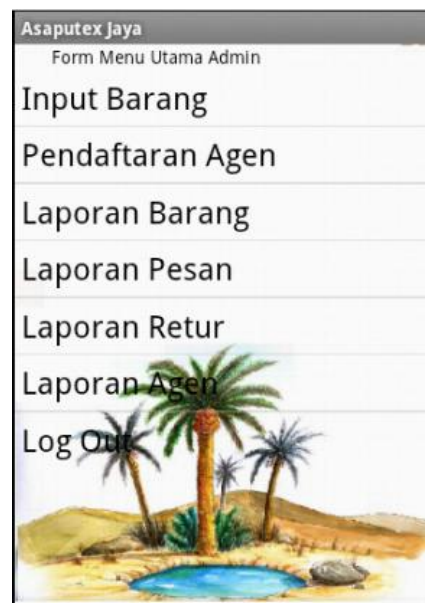 Asaputex Jaya
Form Menu Utama Admin
Input Barang
Pendaftaran Agen
Laporan Barang
Laporan Pesan
Laporan Retur
Laporan Agen
Log Out